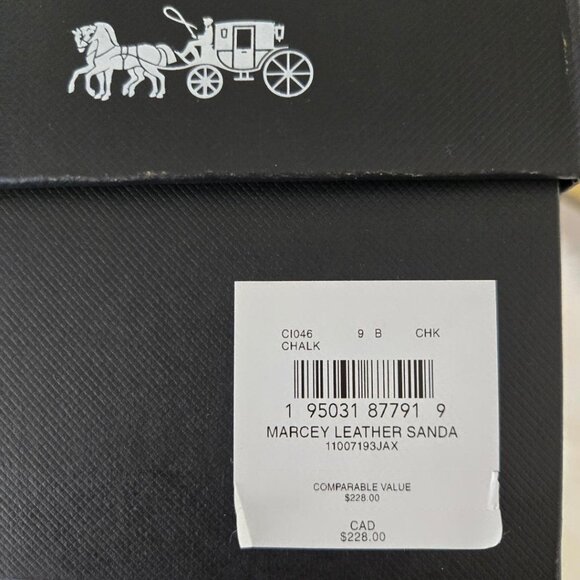 CI046 9 B CHK
CHALK
1 95031 87791 9
MARCEY LEATHER SANDA
11007193JAX
COMPARABLE VALUE
$228.00
CAD
$228.00